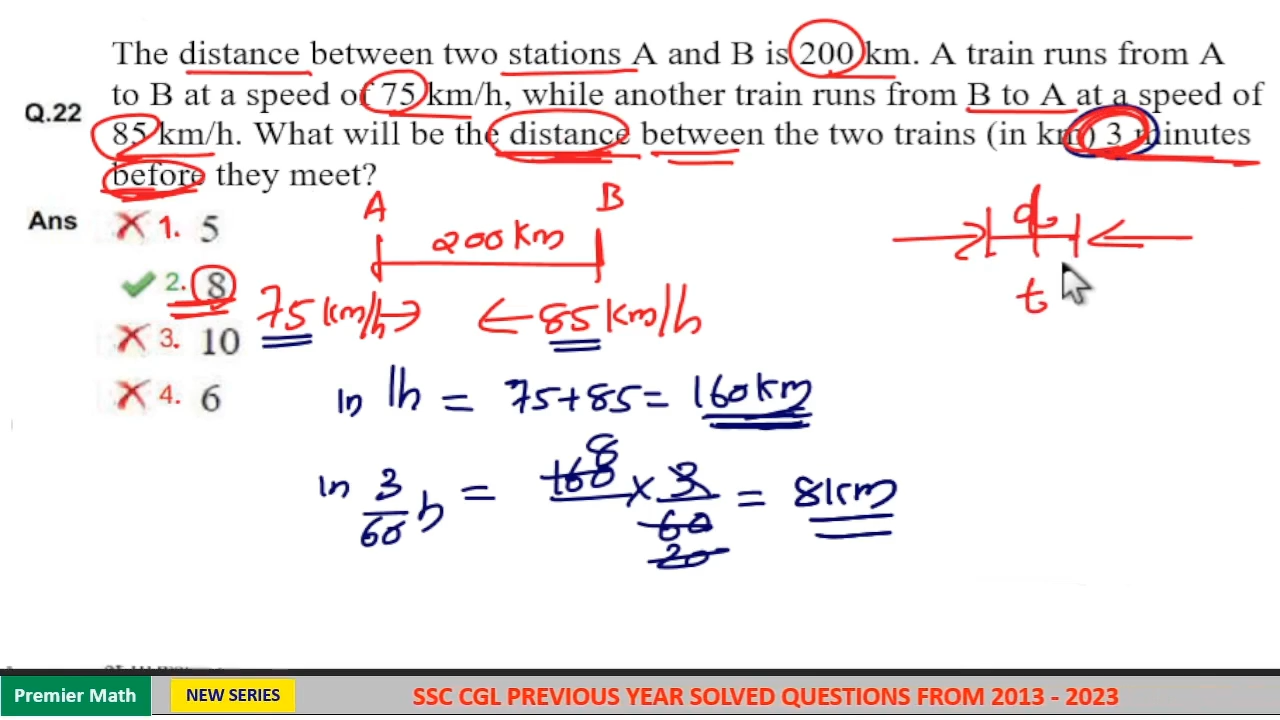 The distance between two stations A and B is 200 km. A train runs from A
to B at a speed of 75 km/h, while another train runs from B to A at a speed of
Q.22
85 km/h. What will be the distance between the two trains (in km) 3 minutes
before they meet?
Ans
1. 5
2. 8
3. 10
4. 6
A B
200 km
75 km/h 85 km/h
d
t
In 1h = 75+85 = 160km
In 3/60 h = 160 8 × 3/60 20 = 8km
Premier Math
NEW SERIES
SSC CGL PREVIOUS YEAR SOLVED QUESTIONS FROM 2013 - 2023